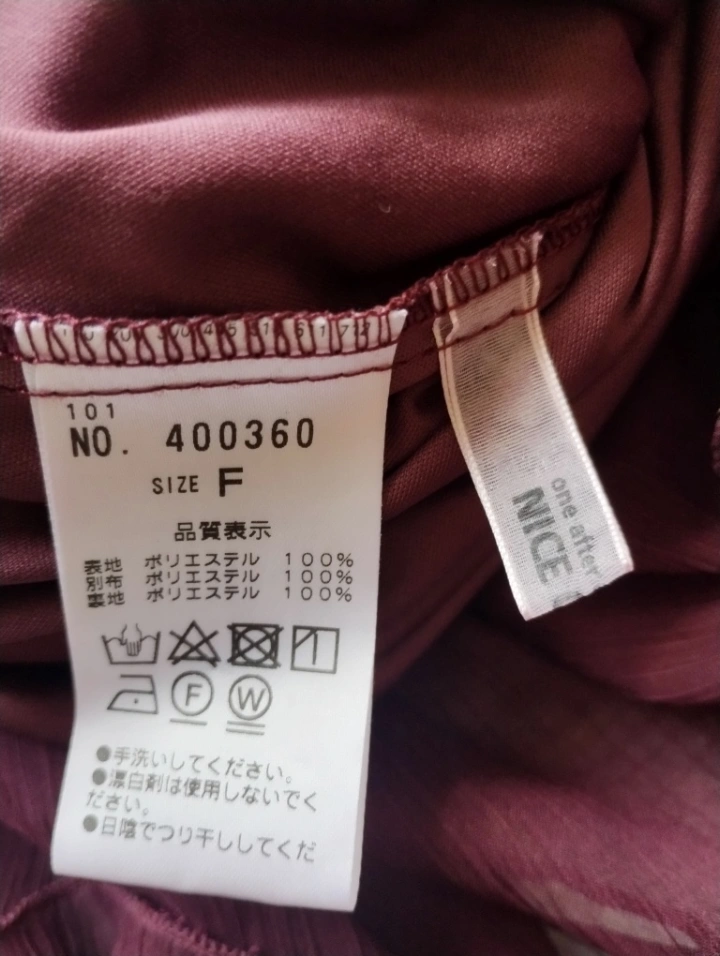 101
NO. 400360
SIZE F
品質表示
表地 ポリエステル 100%
別布 ポリエステル 100%
裏地 ポリエステル 100%
F W
●手洗いしてください。
●漂白剤は使用しないでく
ださい。
●日陰でつり干ししてくだ
one after
NICE